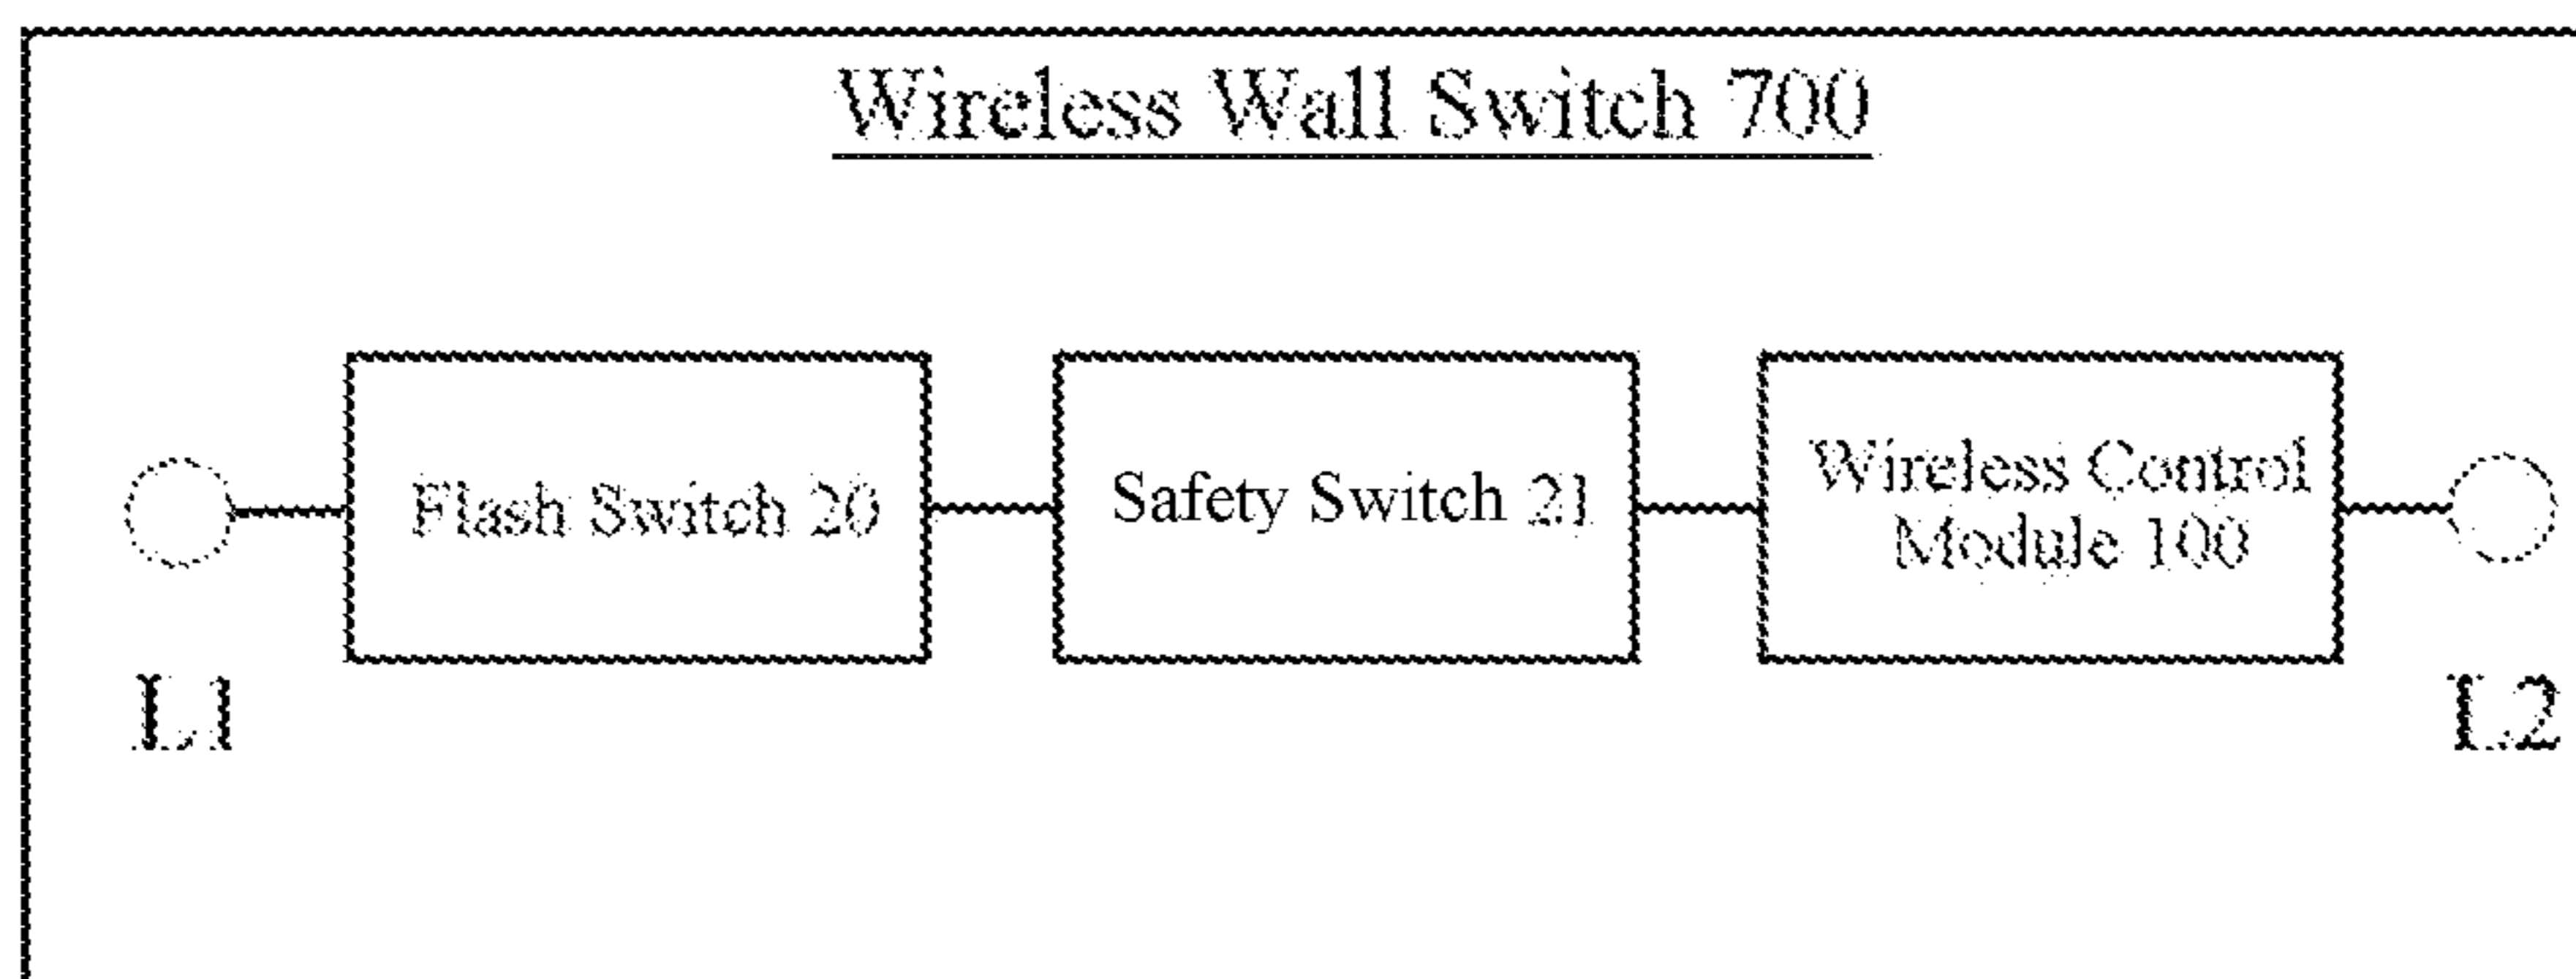 Wireless Wall Switch 700
Flash Switch 20
Safety Switch 21
Wireless Control
Module 100
L1
L2